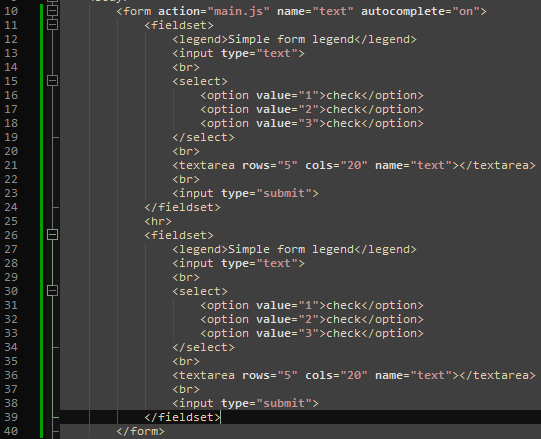 10 <form action="main.js" name="text" autocomplete="on">
11 <fieldset>
12 <legend>Simple form legend</legend>
13 <input type="text">
14 <br>
15 <select>
16 <option value="1">check</option>
17 <option value="2">check</option>
18 <option value="3">check</option>
19 </select>
20 <br>
21 <textarea rows="5" cols="20" name="text"></textarea>
22 <br>
23 <input type="submit">
24 </fieldset>
25 <hr>
26 <fieldset>
27 <legend>Simple form legend</legend>
28 <input type="text">
29 <br>
30 <select>
31 <option value="1">check</option>
32 <option value="2">check</option>
33 <option value="3">check</option>
34 </select>
35 <br>
36 <textarea rows="5" cols="20" name="text"></textarea>
37 <br>
38 <input type="submit">
39 </fieldset>
40 </form>